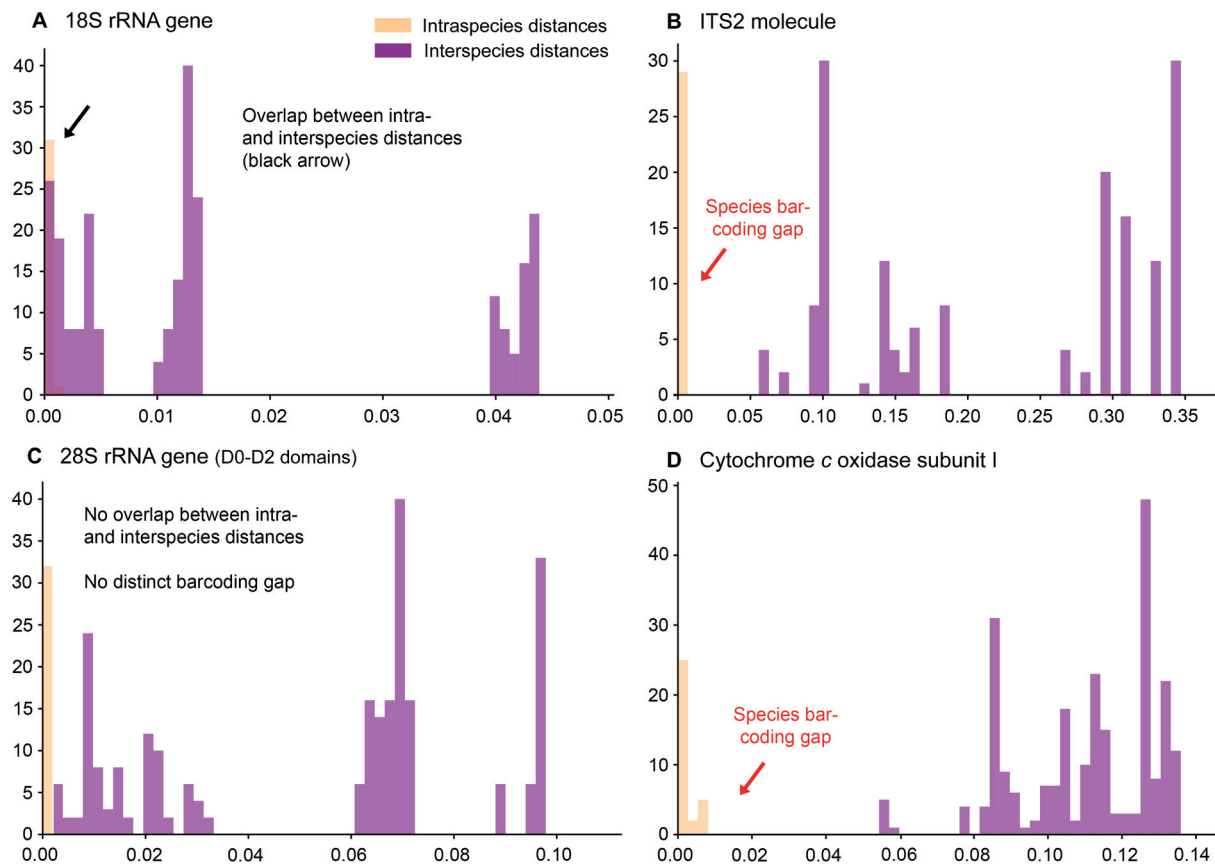 A 18S rRNA gene
Intraspecies distances
Interspecies distances
40
35
30
25
20
15
10
5
0
Overlap between intra-
and interspecies distances
(black arrow)
0.00 0.01 0.02 0.03 0.04 0.05
B ITS2 molecule
30
25
20
15
10
5
0
Species bar-
coding gap
0.00 0.05 0.10 0.15 0.20 0.25 0.30 0.35
C 28S rRNA gene (D0-D2 domains)
40
35
30
25
20
15
10
5
0
No overlap between intra-
and interspecies distances
No distinct barcoding gap
0.00 0.02 0.04 0.06 0.08 0.10
D Cytochrome c oxidase subunit I
50
40
30
20
10
0
Species bar-
coding gap
0.00 0.02 0.04 0.06 0.08 0.10 0.12 0.14